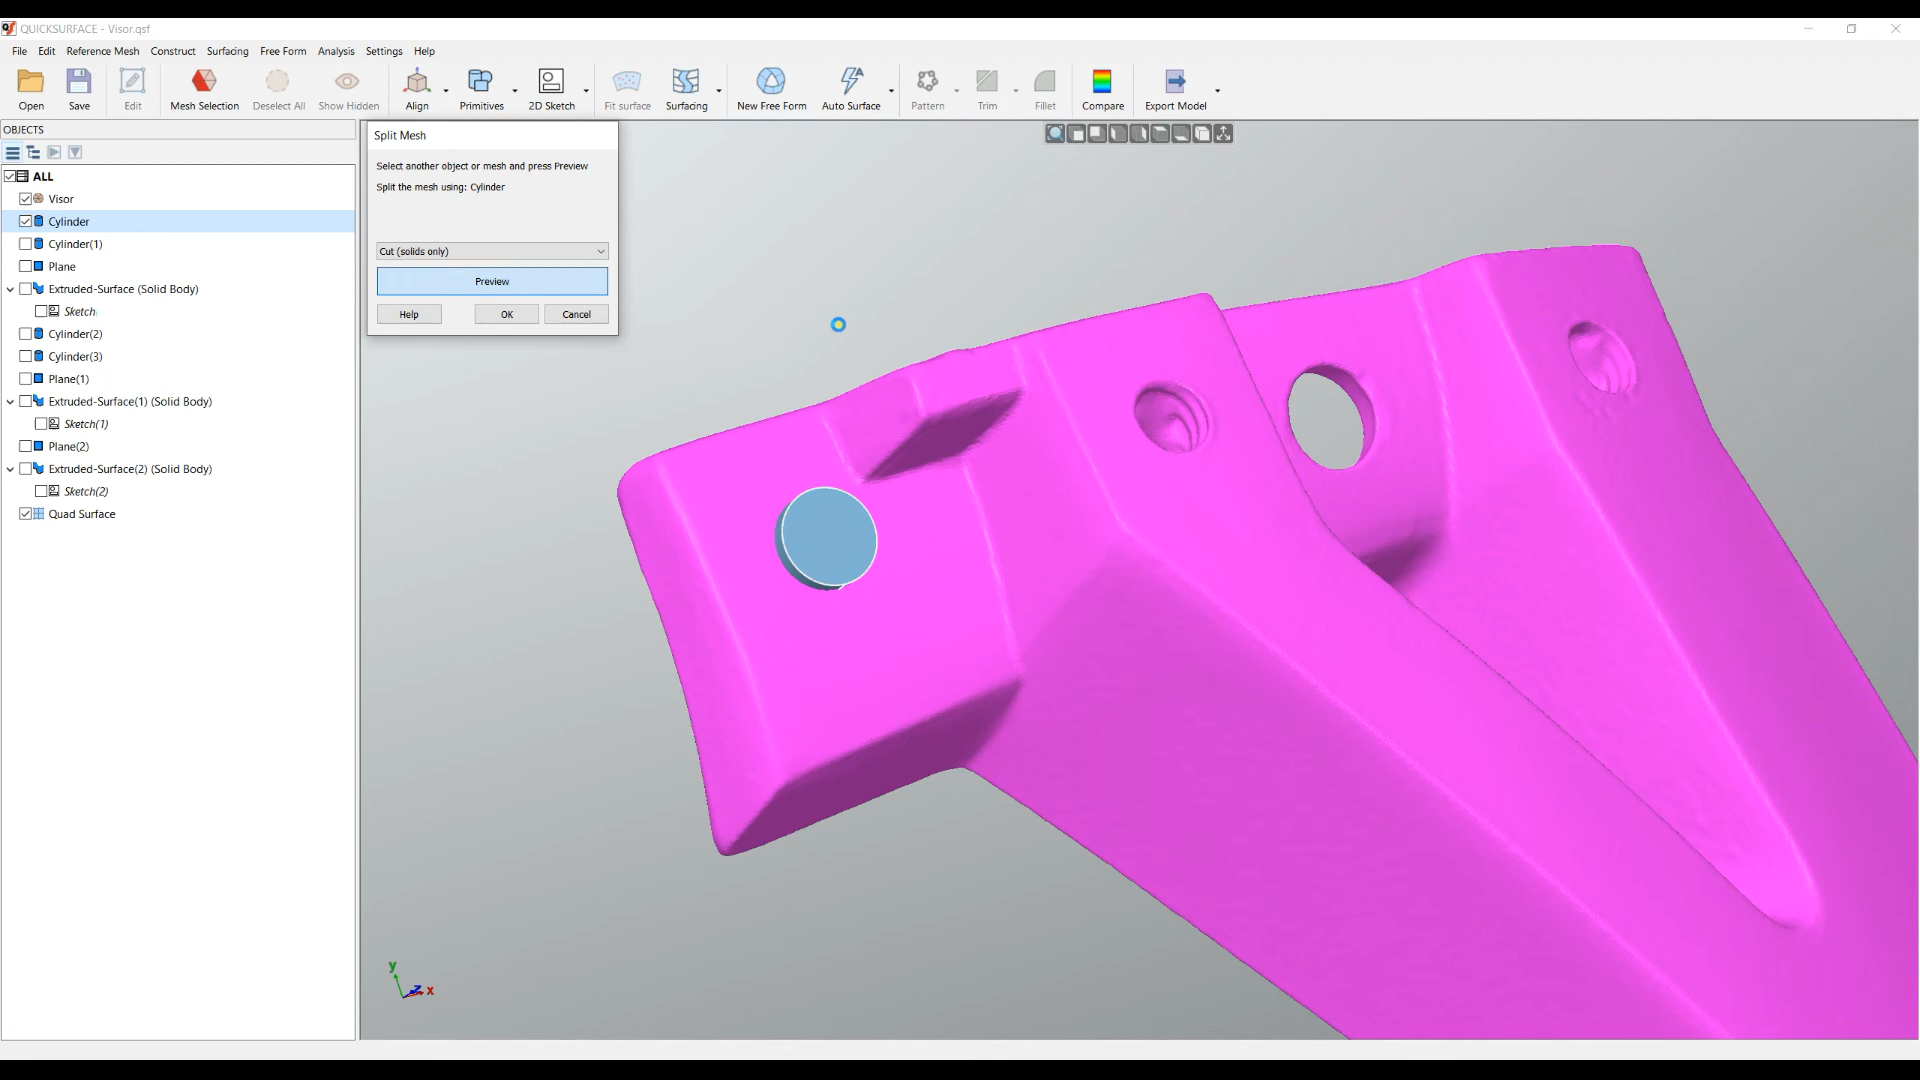 QUICKSURFACE - Visor.qsf
File Edit Reference Mesh Construct Surfacing Free Form Analysis Settings Help
Open Save Edit Mesh Selection Deselect All Show Hidden Align Primitives 2D Sketch Fit surface Surfacing New Free Form Auto Surface Pattern Trim Fillet Compare Export Model
OBJECTS
ALL
Visor
Cylinder
Cylinder(1)
Plane
Extruded-Surface (Solid Body)
Sketch
Cylinder(2)
Cylinder(3)
Plane(1)
Extruded-Surface(1) (Solid Body)
Sketch(1)
Plane(2)
Extruded-Surface(2) (Solid Body)
Sketch(2)
Quad Surface
Split Mesh
Select another object or mesh and press Preview
Split the mesh using: Cylinder
Cut (solids only)
Preview
Help OK Cancel
y
z x